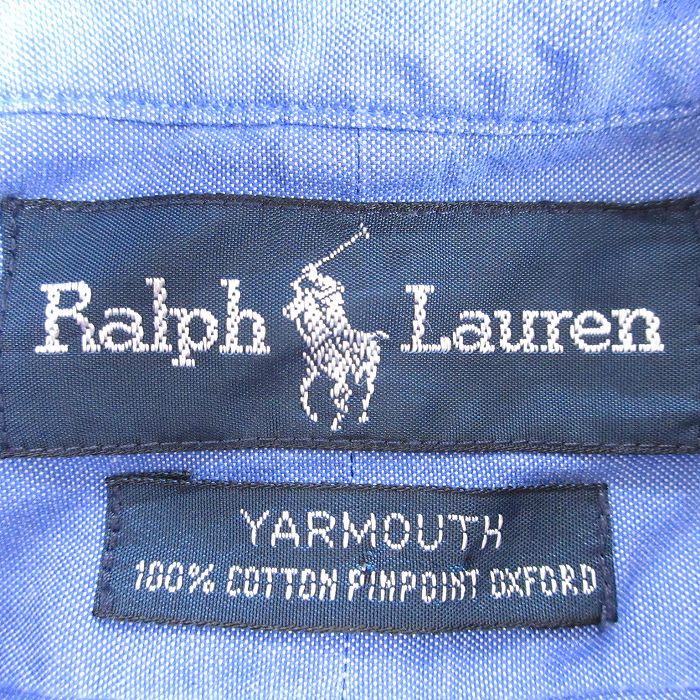 Ralph Lauren
YARMOUTH
100% COTTON PINPOINT OXFORD